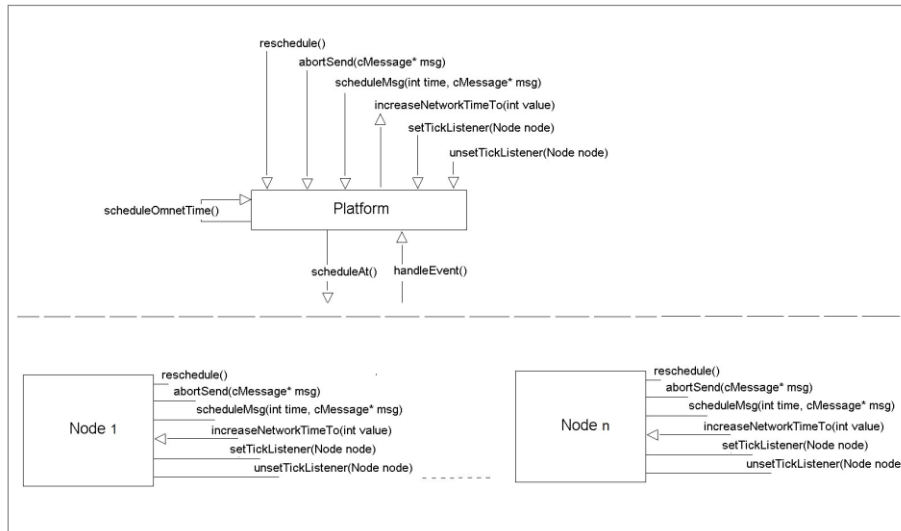 reschedule()
abortSend(cMessage* msg)
scheduleMsg(int time, cMessage* msg)
increaseNetworkTimeTo(int value)
setTickListener(Node node)
unsetTickListener(Node node)
Platform
scheduleOmnetTime()
scheduleAt()
handleEvent()
Node 1
reschedule()
abortSend(cMessage* msg)
scheduleMsg(int time, cMessage* msg)
increaseNetworkTimeTo(int value)
setTickListener(Node node)
unsetTickListener(Node node)
Node n
reschedule()
abortSend(cMessage* msg)
scheduleMsg(int time, cMessage* msg)
increaseNetworkTimeTo(int value)
setTickListener(Node node)
unsetTickListener(Node node